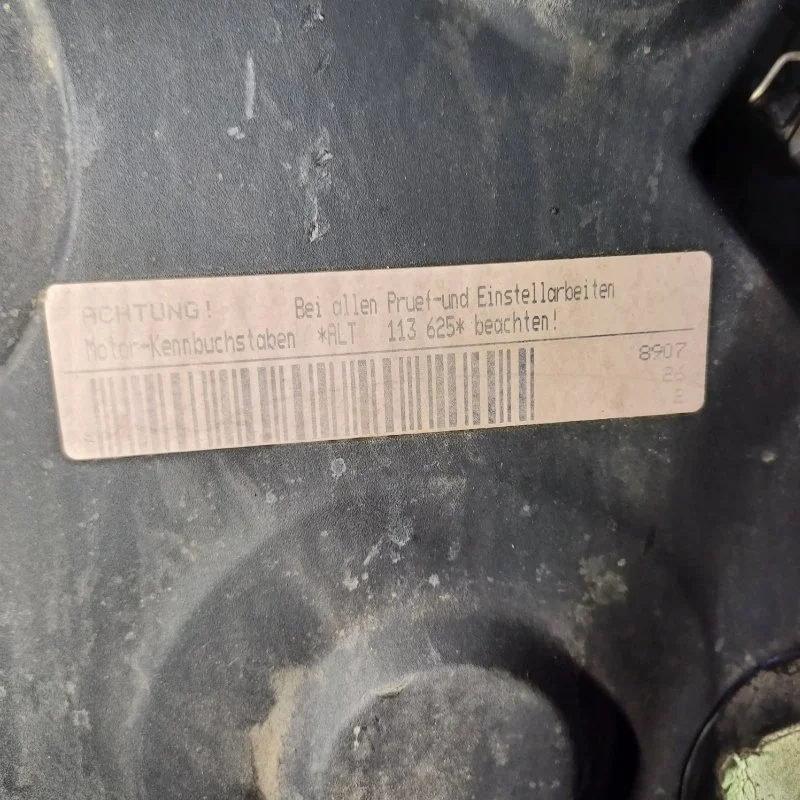 ACHTUNG! Bei allen Pruef-und Einstellarbeiten
Motor-Kennbuchstaben *ALT 113 625* beachten!
8907
26
2